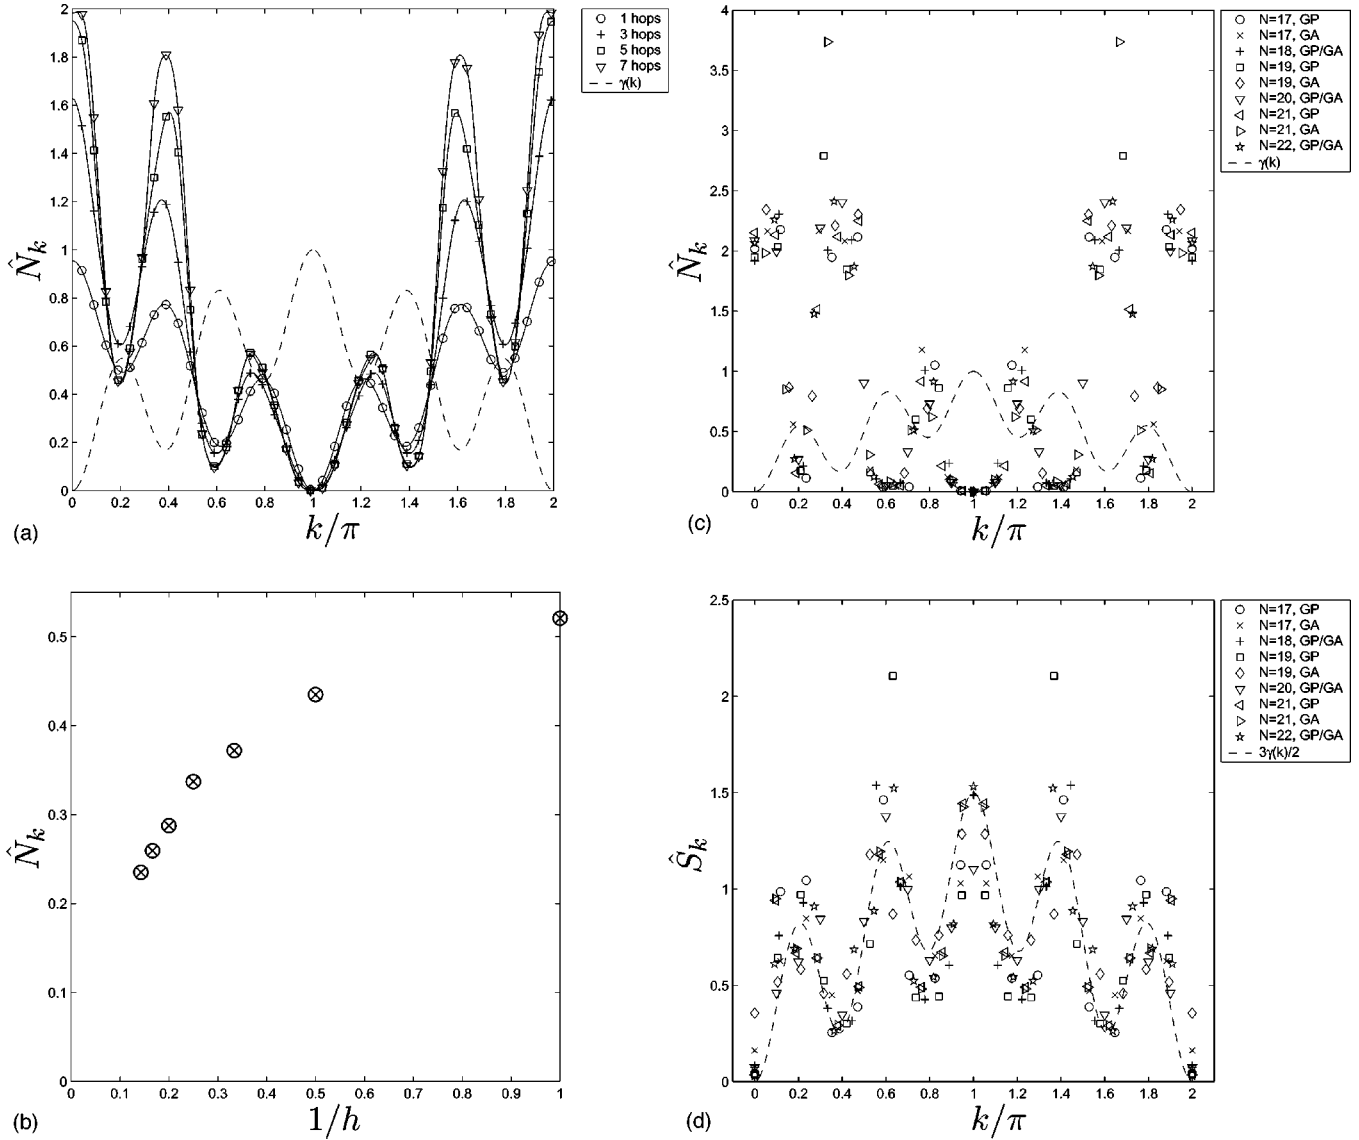 2
1.8
1.6
1.4
1.2
1
0.8
0.6
0.4
0.2
0
N̂k
0 0.2 0.4 0.6 0.8 1 1.2 1.4 1.6 1.8 2
k/π
(a)
1 hops
3 hops
5 hops
7 hops
γ(k)
4
3.5
3
2.5
2
1.5
1
0.5
0
N̂k
0 0.2 0.4 0.6 0.8 1 1.2 1.4 1.6 1.8 2
k/π
(c)
N=17, GP
N=17, GA
N=18, GP/GA
N=19, GP
N=19, GA
N=20, GP/GA
N=21, GP
N=21, GA
N=22, GP/GA
γ(k)
0.5
0.4
0.3
0.2
0.1
0
N̂k
0 0.1 0.2 0.3 0.4 0.5 0.6 0.7 0.8 0.9 1
1/h
(b)
2.5
2
1.5
1
0.5
0
Ŝk
0 0.2 0.4 0.6 0.8 1 1.2 1.4 1.6 1.8 2
k/π
(d)
N=17, GP
N=17, GA
N=18, GP/GA
N=19, GP
N=19, GA
N=20, GP/GA
N=21, GP
N=21, GA
N=22, GP/GA
3γ(k)/2